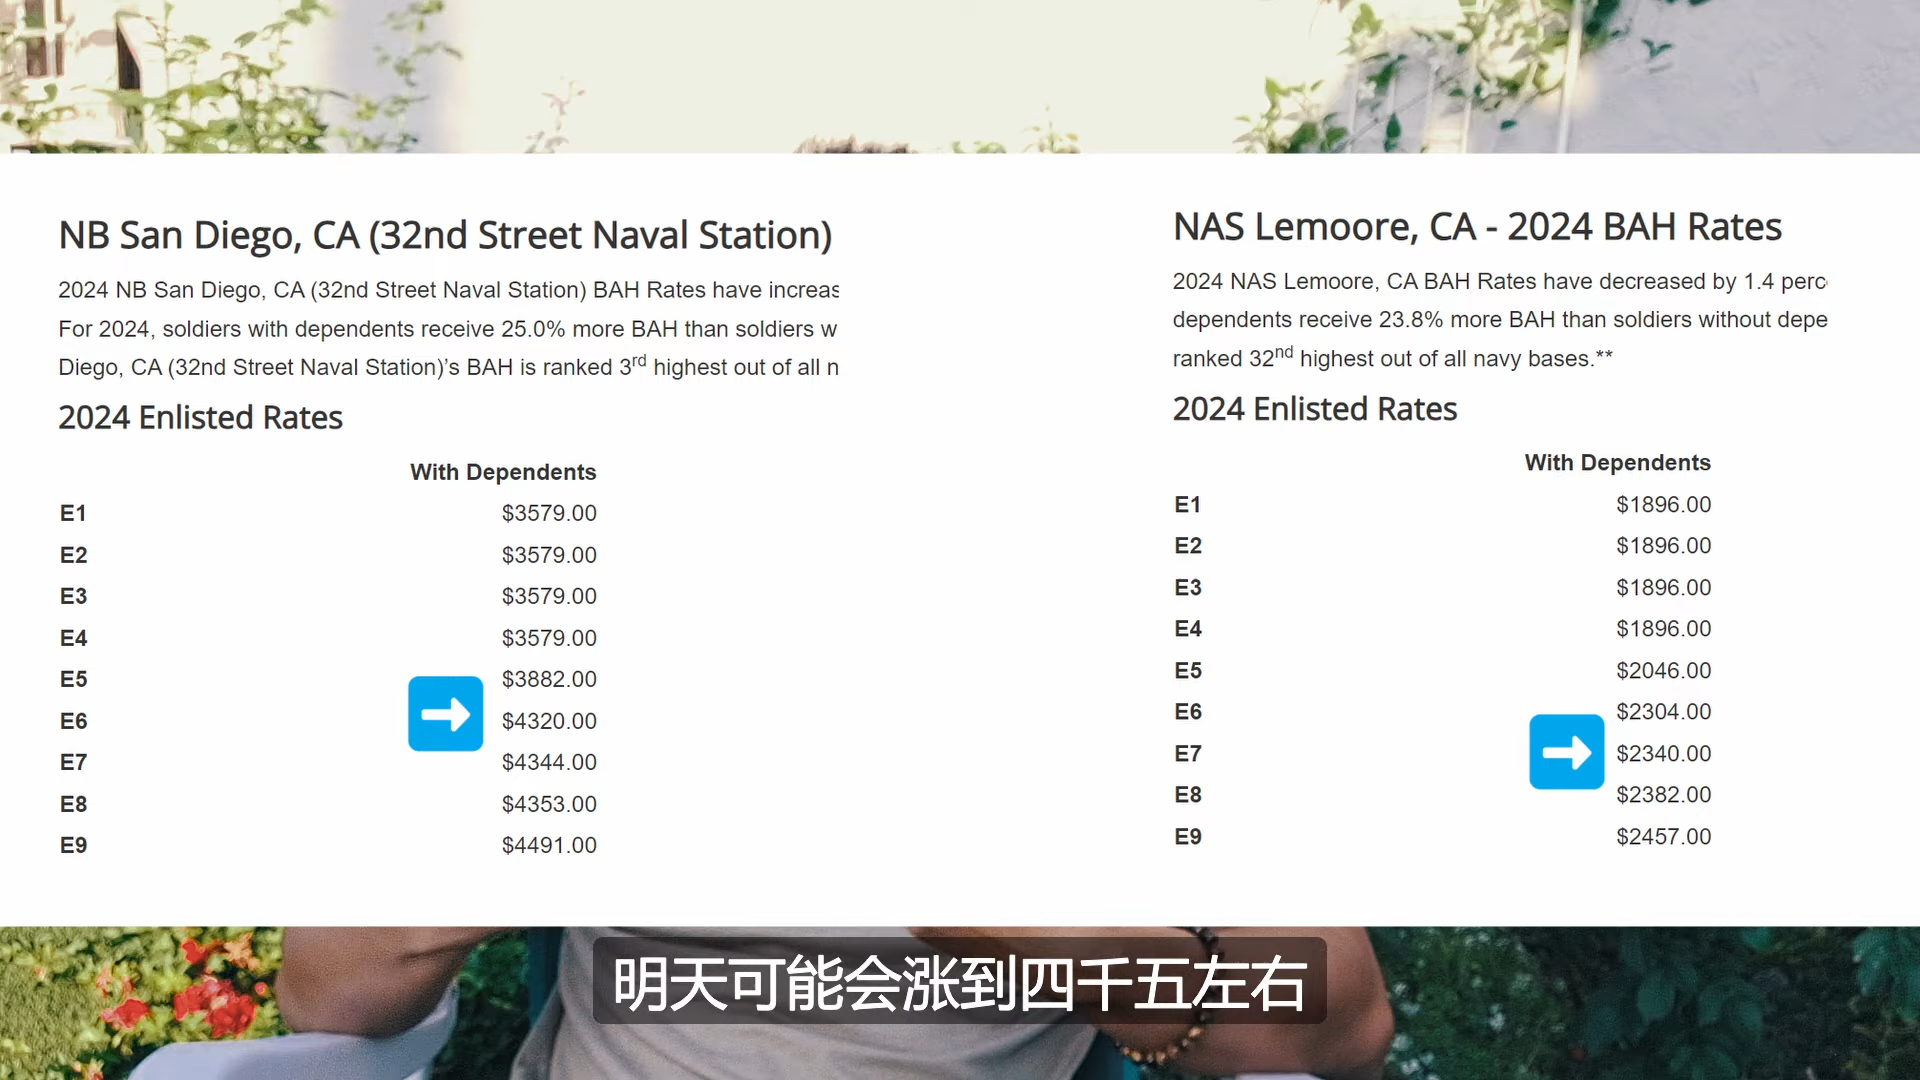 NB San Diego, CA (32nd Street Naval Station)
2024 NB San Diego, CA (32nd Street Naval Station) BAH Rates have increas
For 2024, soldiers with dependents receive 25.0% more BAH than soldiers w
Diego, CA (32nd Street Naval Station)’s BAH is ranked 3rd highest out of all n
2024 Enlisted Rates
With Dependents
E1 $3579.00
E2 $3579.00
E3 $3579.00
E4 $3579.00
E5 $3882.00
E6 $4320.00
E7 $4344.00
E8 $4353.00
E9 $4491.00
NAS Lemoore, CA - 2024 BAH Rates
2024 NAS Lemoore, CA BAH Rates have decreased by 1.4 perc
dependents receive 23.8% more BAH than soldiers without depe
ranked 32nd highest out of all navy bases.**
2024 Enlisted Rates
With Dependents
E1 $1896.00
E2 $1896.00
E3 $1896.00
E4 $1896.00
E5 $2046.00
E6 $2304.00
E7 $2340.00
E8 $2382.00
E9 $2457.00
明天可能会涨到四千五左右